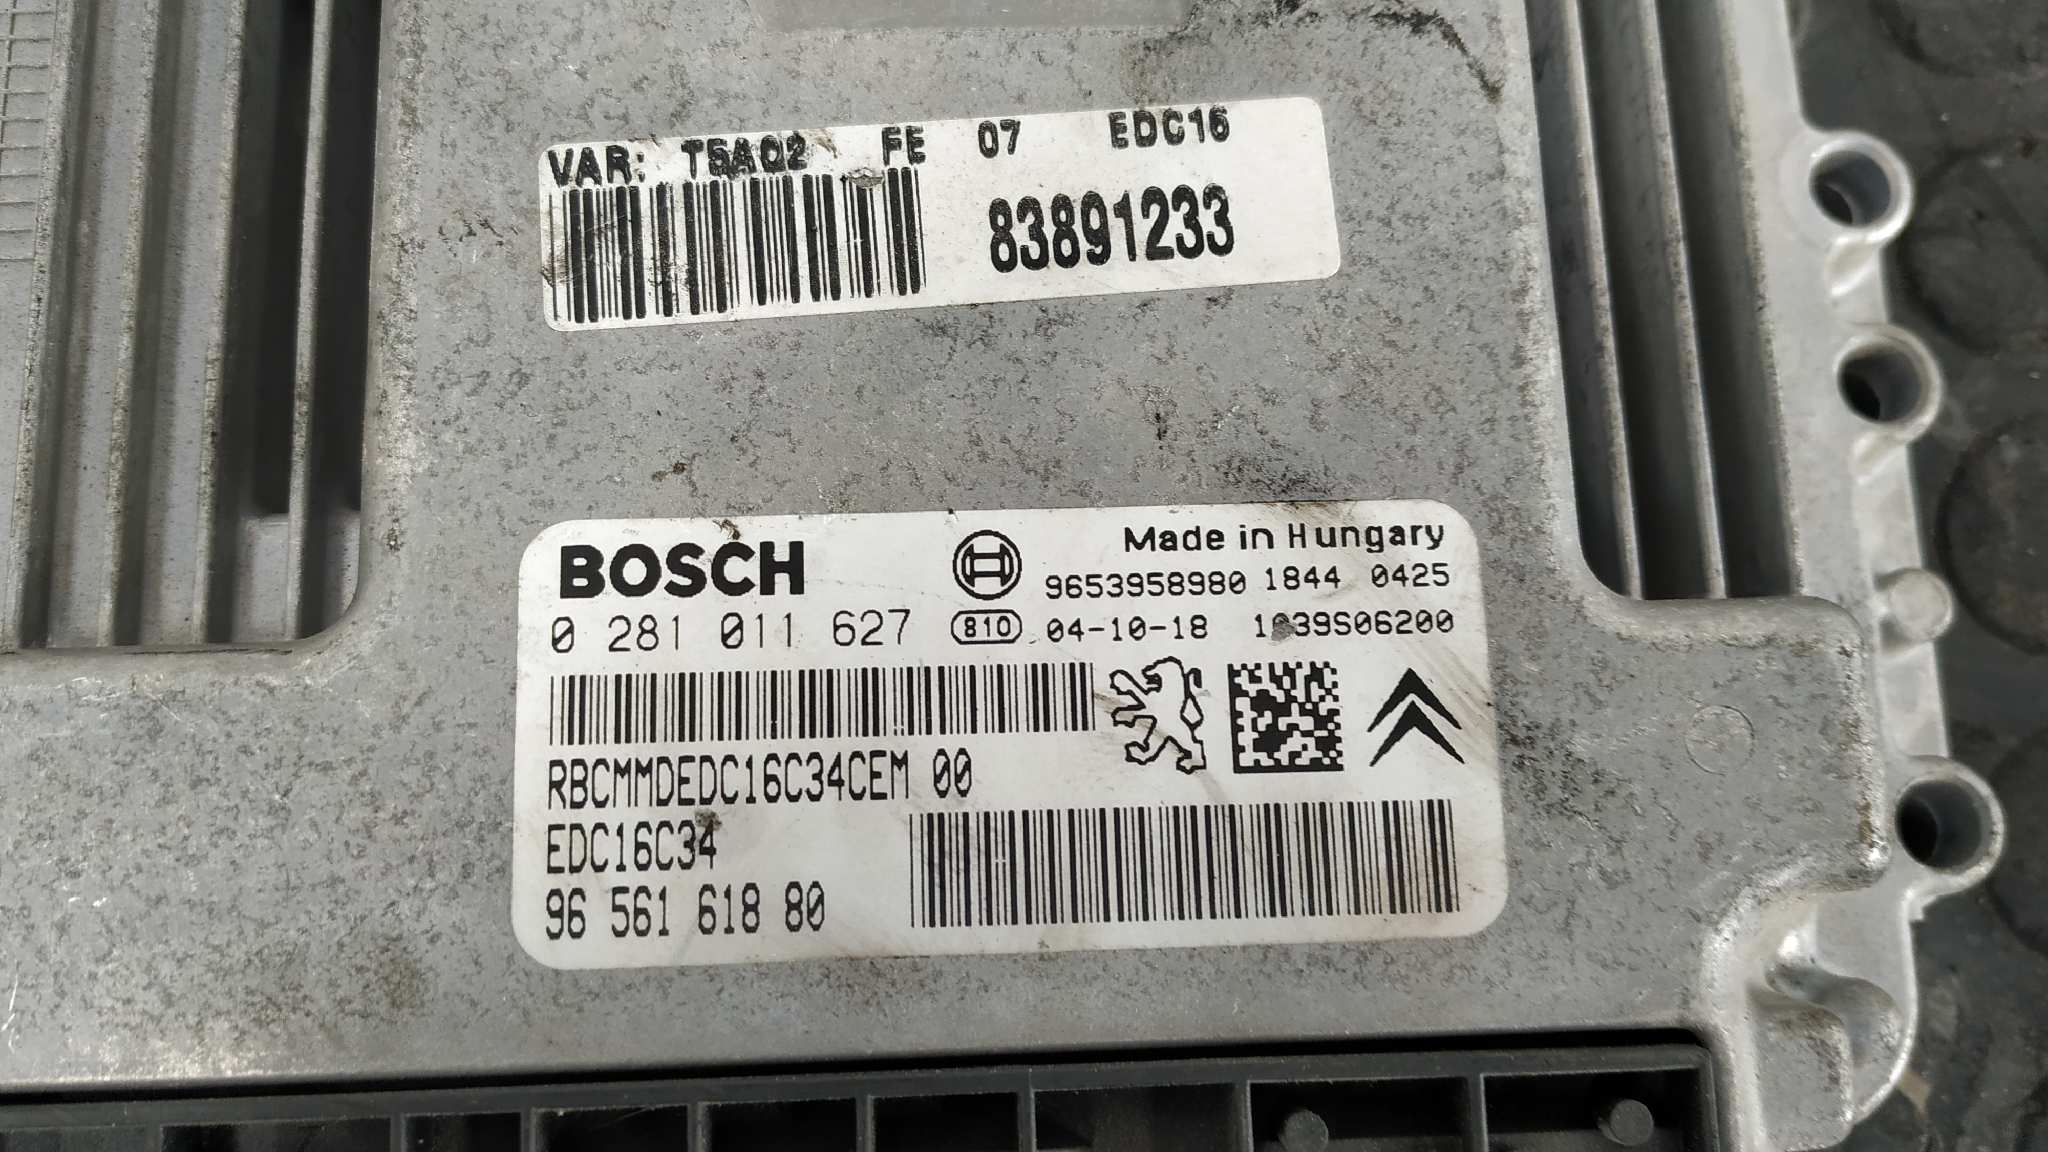 VAR: T5AQ2 FE 07 EDC16
83891233
BOSCH
Made in Hungary
9653958980 1844 0425
0 281 011 627
810 04-10-18
RBCMMDEDC16C34CEM 00
EDC16C34
96 561 618 80